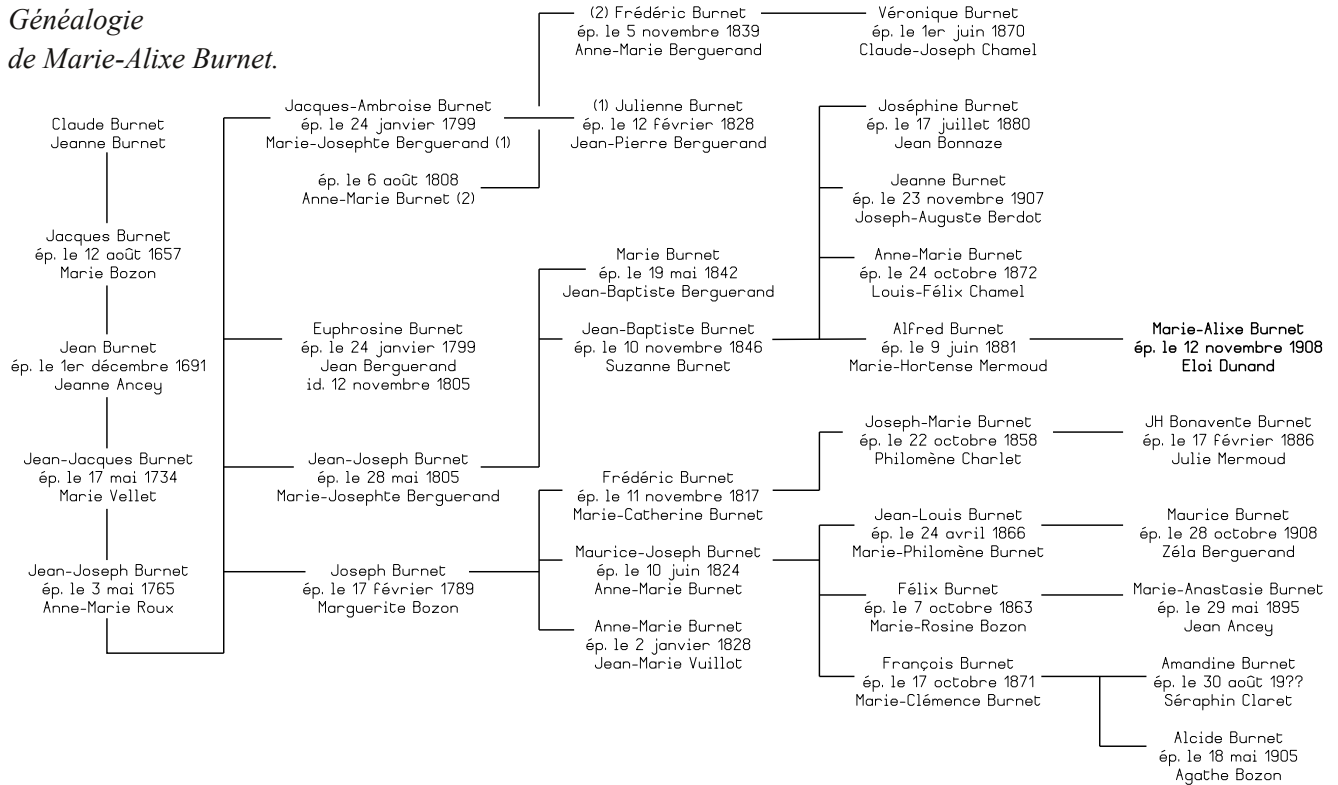 Généalogie
de Marie-Alixe Burnet.
Claude Burnet
Jeanne Burnet
Jacques Burnet
ép. le 12 août 1657
Marie Bozon
Jean Burnet
ép. le 1er décembre 1691
Jeanne Ancey
Jean-Jacques Burnet
ép. le 17 mai 1734
Marie Vellet
Jean-Joseph Burnet
ép. le 3 mai 1765
Anne-Marie Roux
Jacques-Ambroise Burnet
ép. le 24 janvier 1799
Marie-Josephte Berguerand (1)
ép. le 6 août 1808
Anne-Marie Burnet (2)
Euphrosine Burnet
ép. le 24 janvier 1799
Jean Berguerand
id. 12 novembre 1805
Jean-Joseph Burnet
ép. le 28 mai 1805
Marie-Josephte Berguerand
Joseph Burnet
ép. le 17 février 1789
Marguerite Bozon
(2) Frédéric Burnet
ép. le 5 novembre 1839
Anne-Marie Berguerand
(1) Julienne Burnet
ép. le 12 février 1828
Jean-Pierre Berguerand
Marie Burnet
ép. le 19 mai 1842
Jean-Baptiste Berguerand
Jean-Baptiste Burnet
ép. le 10 novembre 1846
Suzanne Burnet
Frédéric Burnet
ép. le 11 novembre 1817
Marie-Catherine Burnet
Maurice-Joseph Burnet
ép. le 10 juin 1824
Anne-Marie Burnet
Anne-Marie Burnet
ép. le 2 janvier 1828
Jean-Marie Vuillot
Véronique Burnet
ép. le 1er juin 1870
Claude-Joseph Chamel
Joséphine Burnet
ép. le 17 juillet 1880
Jean Bonnaze
Jeanne Burnet
ép. le 23 novembre 1907
Joseph-Auguste Berdot
Anne-Marie Burnet
ép. le 24 octobre 1872
Louis-Félix Chamel
Alfred Burnet
ép. le 9 juin 1881
Marie-Hortense Mermoud
Joseph-Marie Burnet
ép. le 22 octobre 1858
Philomène Charlet
Jean-Louis Burnet
ép. le 24 avril 1866
Marie-Philomène Burnet
Félix Burnet
ép. le 7 octobre 1863
Marie-Rosine Bozon
François Burnet
ép. le 17 octobre 1871
Marie-Clémence Burnet
Marie-Alixe Burnet
ép. le 12 novembre 1908
Eloi Dunand
JH Bonavente Burnet
ép. le 17 février 1886
Julie Mermoud
Maurice Burnet
ép. le 28 octobre 1908
Zéla Berguerand
Marie-Anastasie Burnet
ép. le 29 mai 1895
Jean Ancey
Amandine Burnet
ép. le 30 août 19??
Séraphin Claret
Alcide Burnet
ép. le 18 mai 1905
Agathe Bozon